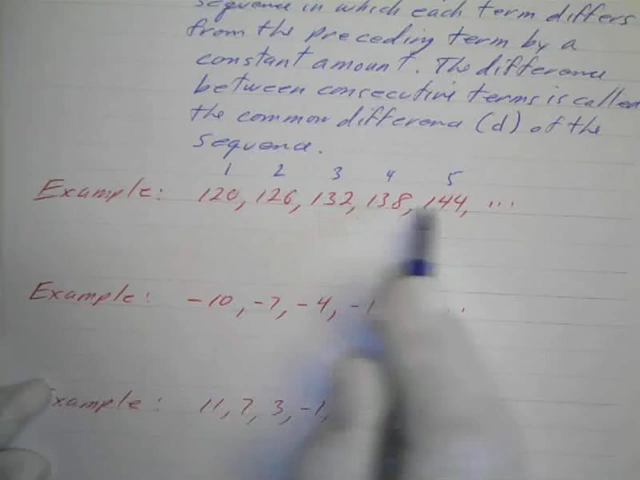 sequence in which each term differs
from the preceding term by a
constant amount. The difference
between consecutive terms is called
the common difference (d) of the
sequence.
1 2 3 4 5
Example: 120, 126, 132, 138, 144, ...
Example: -10, -7, -4, -1
Example: 11, 7, 3, -1,